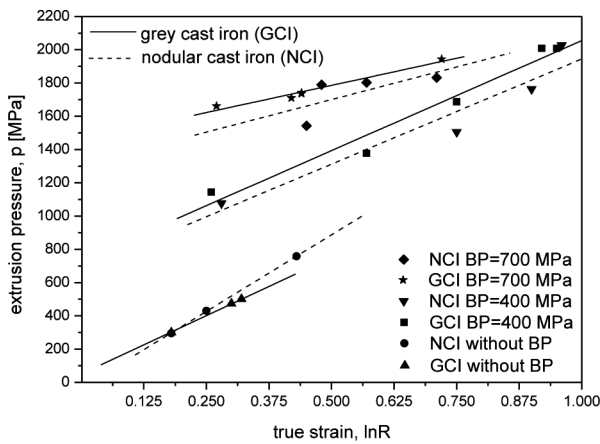 2200
2000
1800
1600
1400
1200
1000
800
600
400
200
0
extrusion pressure, p [MPa]
grey cast iron (GCI)
nodular cast iron (NCI)
NCI BP=700 MPa
GCI BP=700 MPa
NCI BP=400 MPa
GCI BP=400 MPa
NCI without BP
GCI without BP
0.125 0.250 0.375 0.500 0.625 0.750 0.875 1.000
true strain, lnR